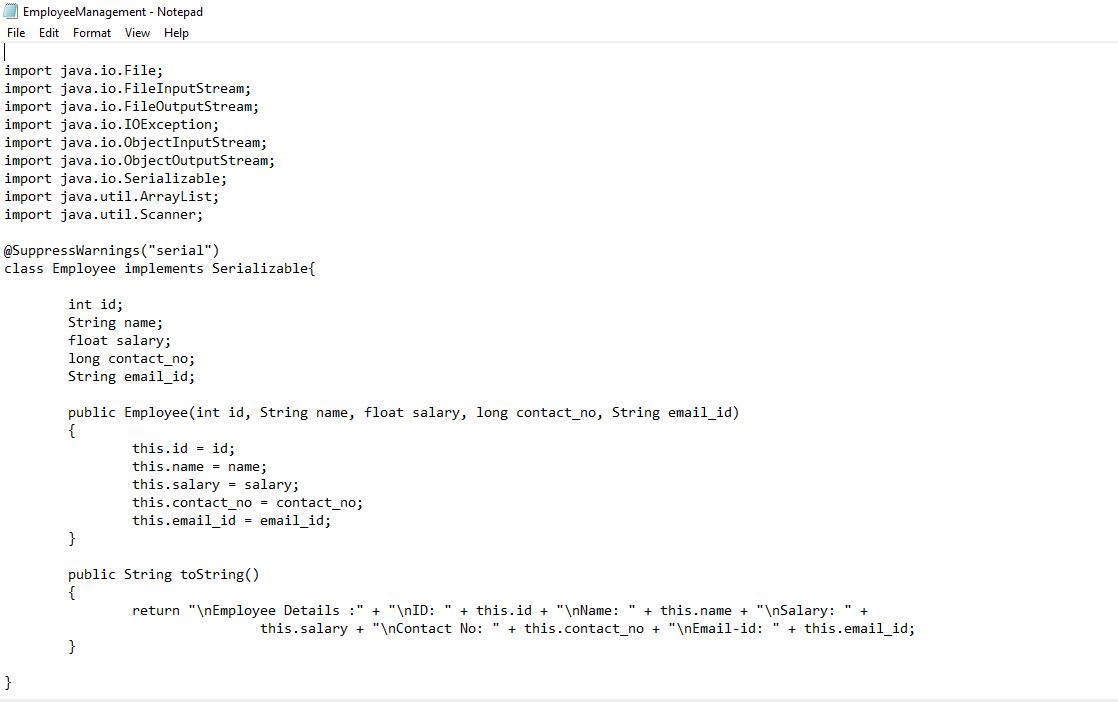 EmployeeManagement - Notepad
File Edit Format View Help
import java.io.File;
import java.io.FileInputStream;
import java.io.FileOutputStream;
import java.io.IOException;
import java.io.ObjectInputStream;
import java.io.ObjectOutputStream;
import java.io.Serializable;
import java.util.ArrayList;
import java.util.Scanner;
@SuppressWarnings("serial")
class Employee implements Serializable{
int id;
String name;
float salary;
long contact_no;
String email_id;
public Employee(int id, String name, float salary, long contact_no, String email_id)
{
this.id = id;
this.name = name;
this.salary = salary;
this.contact_no = contact_no;
this.email_id = email_id;
}
public String toString()
{
return "\nEmployee Details :" + "\nID: " + this.id + "\nName: " + this.name + "\nSalary: " +
this.salary + "\nContact No: " + this.contact_no + "\nEmail-id: " + this.email_id;
}
}